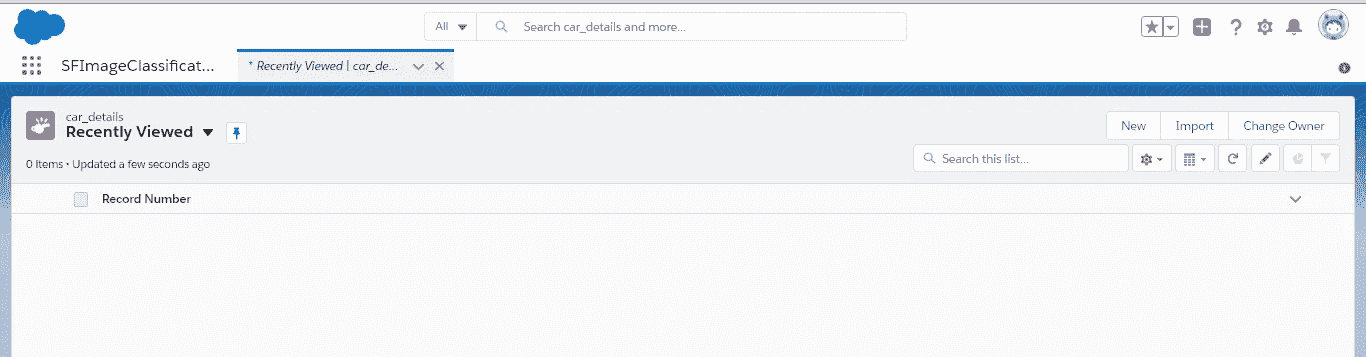 All
Search car_details and more...
SFImageClassificat...
* Recently Viewed | car_de...
car_details
Recently Viewed
New
Import
Change Owner
0 Items • Updated a few seconds ago
Search this list...
Record Number